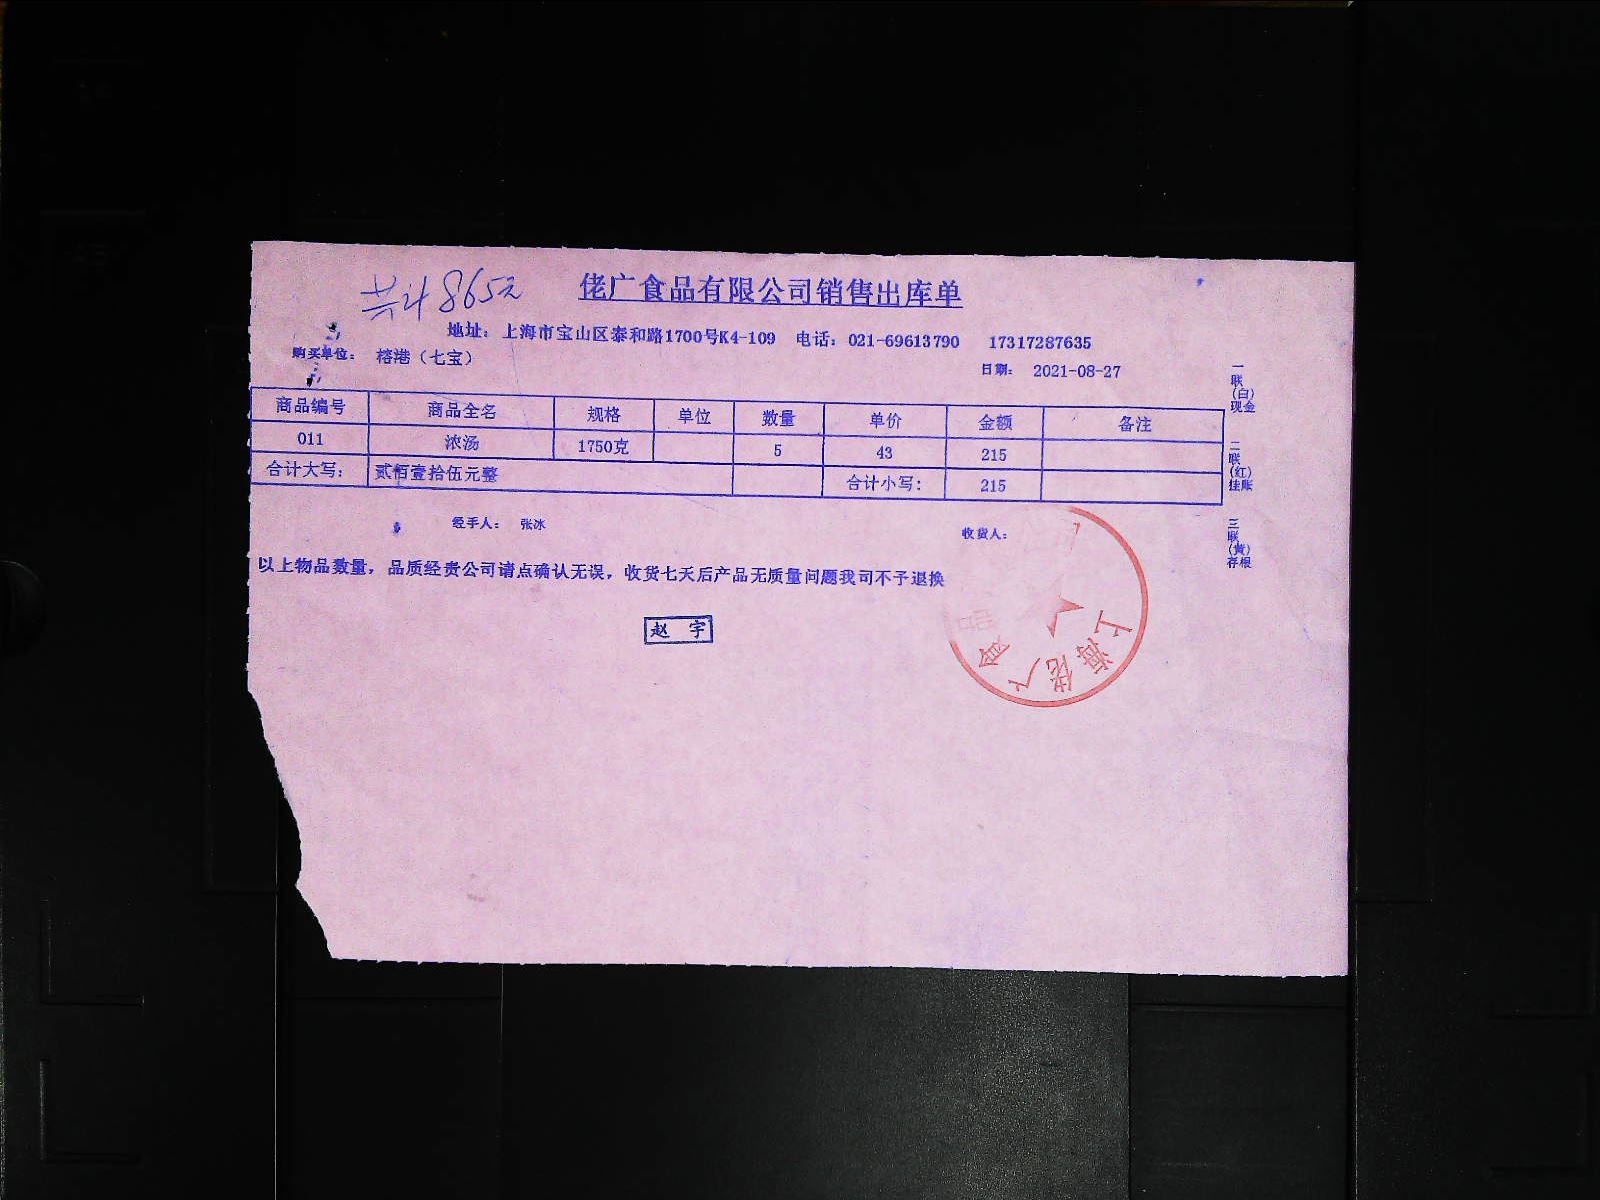 共计865元
佬广食品有限公司销售出库单
地址：上海市宝山区泰和路1700号K4-109 电话：021-69613790 17317287635
购买单位： 榕港（七宝）
日期： 2021-08-27
商品编号 商品全名 规格 单位 数量 单价 金额 备注
011 浓汤 1750克 5 43 215
合计大写： 贰佰壹拾伍元整 合计小写： 215
一联（白）现金
二联（红）挂账
三联（黄）存根
经手人： 张冰
收货人：
以上物品数量，品质经贵公司请点确认无误，收货七天后产品无质量问题我司不予退换
赵 宇
上海佬广食品